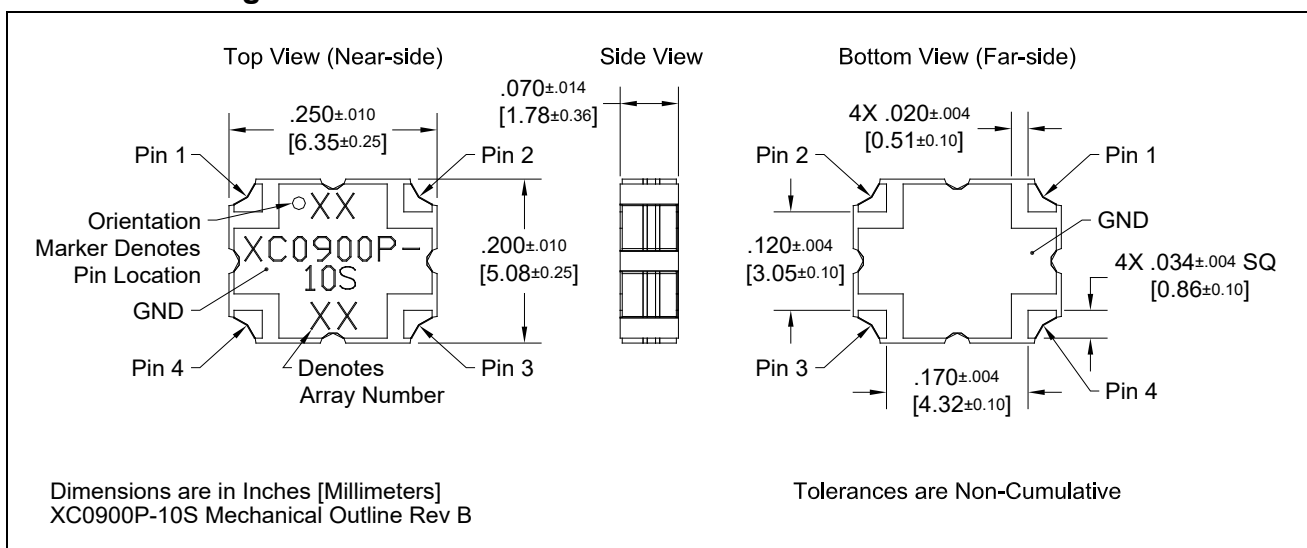 Top View (Near-side)
Side View
Bottom View (Far-side)
.250±.010
[6.35±0.25]
.070±.014
[1.78±0.36]
4X .020±.004
[0.51±0.10]
Pin 1
Pin 2
Pin 2
Pin 1
Orientation
Marker Denotes
Pin Location
GND
XX
XC0900P-
10S
XX
.200±.010
[5.08±0.25]
.120±.004
[3.05±0.10]
GND
4X .034±.004 SQ
[0.86±0.10]
Pin 4
Denotes
Array Number
Pin 3
Pin 3
.170±.004
[4.32±0.10]
Pin 4
Dimensions are in Inches [Millimeters]
XC0900P-10S Mechanical Outline Rev B
Tolerances are Non-Cumulative